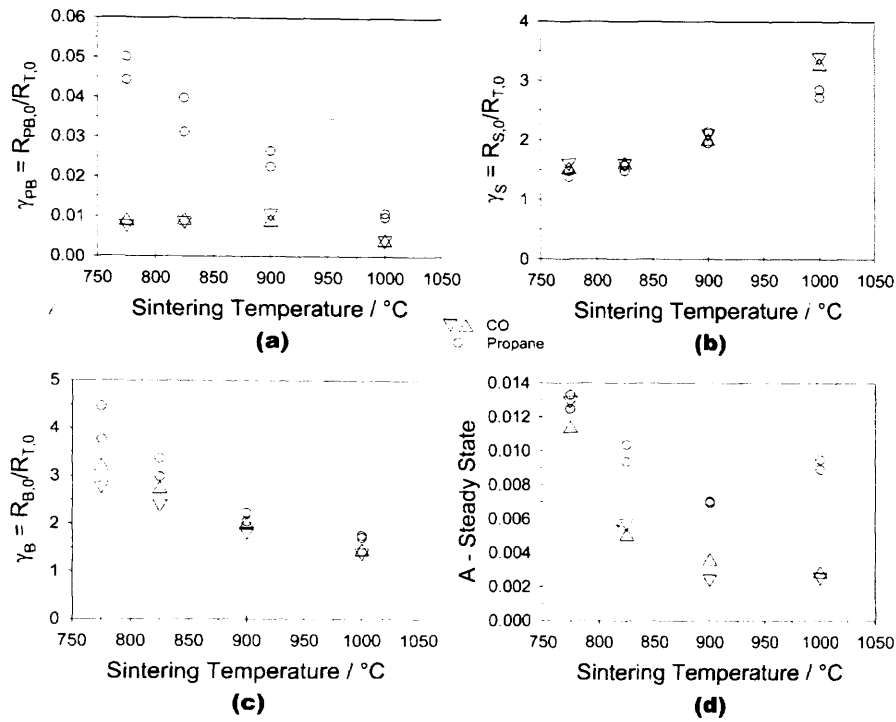 0.06
0.05
0.04
0.03
0.02
0.01
0.00
γPB = RPB,0/RT,0
750 800 850 900 950 1000 1050
Sintering Temperature / °C
(a)
4
3
2
1
0
γS = RS,0/RT,0
750 800 850 900 950 1000 1050
Sintering Temperature / °C
(b)
CO
Propane
5
4
3
2
1
0
γB = RB,0/RT,0
750 800 850 900 950 1000 1050
Sintering Temperature / °C
(c)
0.014
0.012
0.010
0.008
0.006
0.004
0.002
0.000
A - Steady State
750 800 850 900 950 1000 1050
Sintering Temperature / °C
(d)